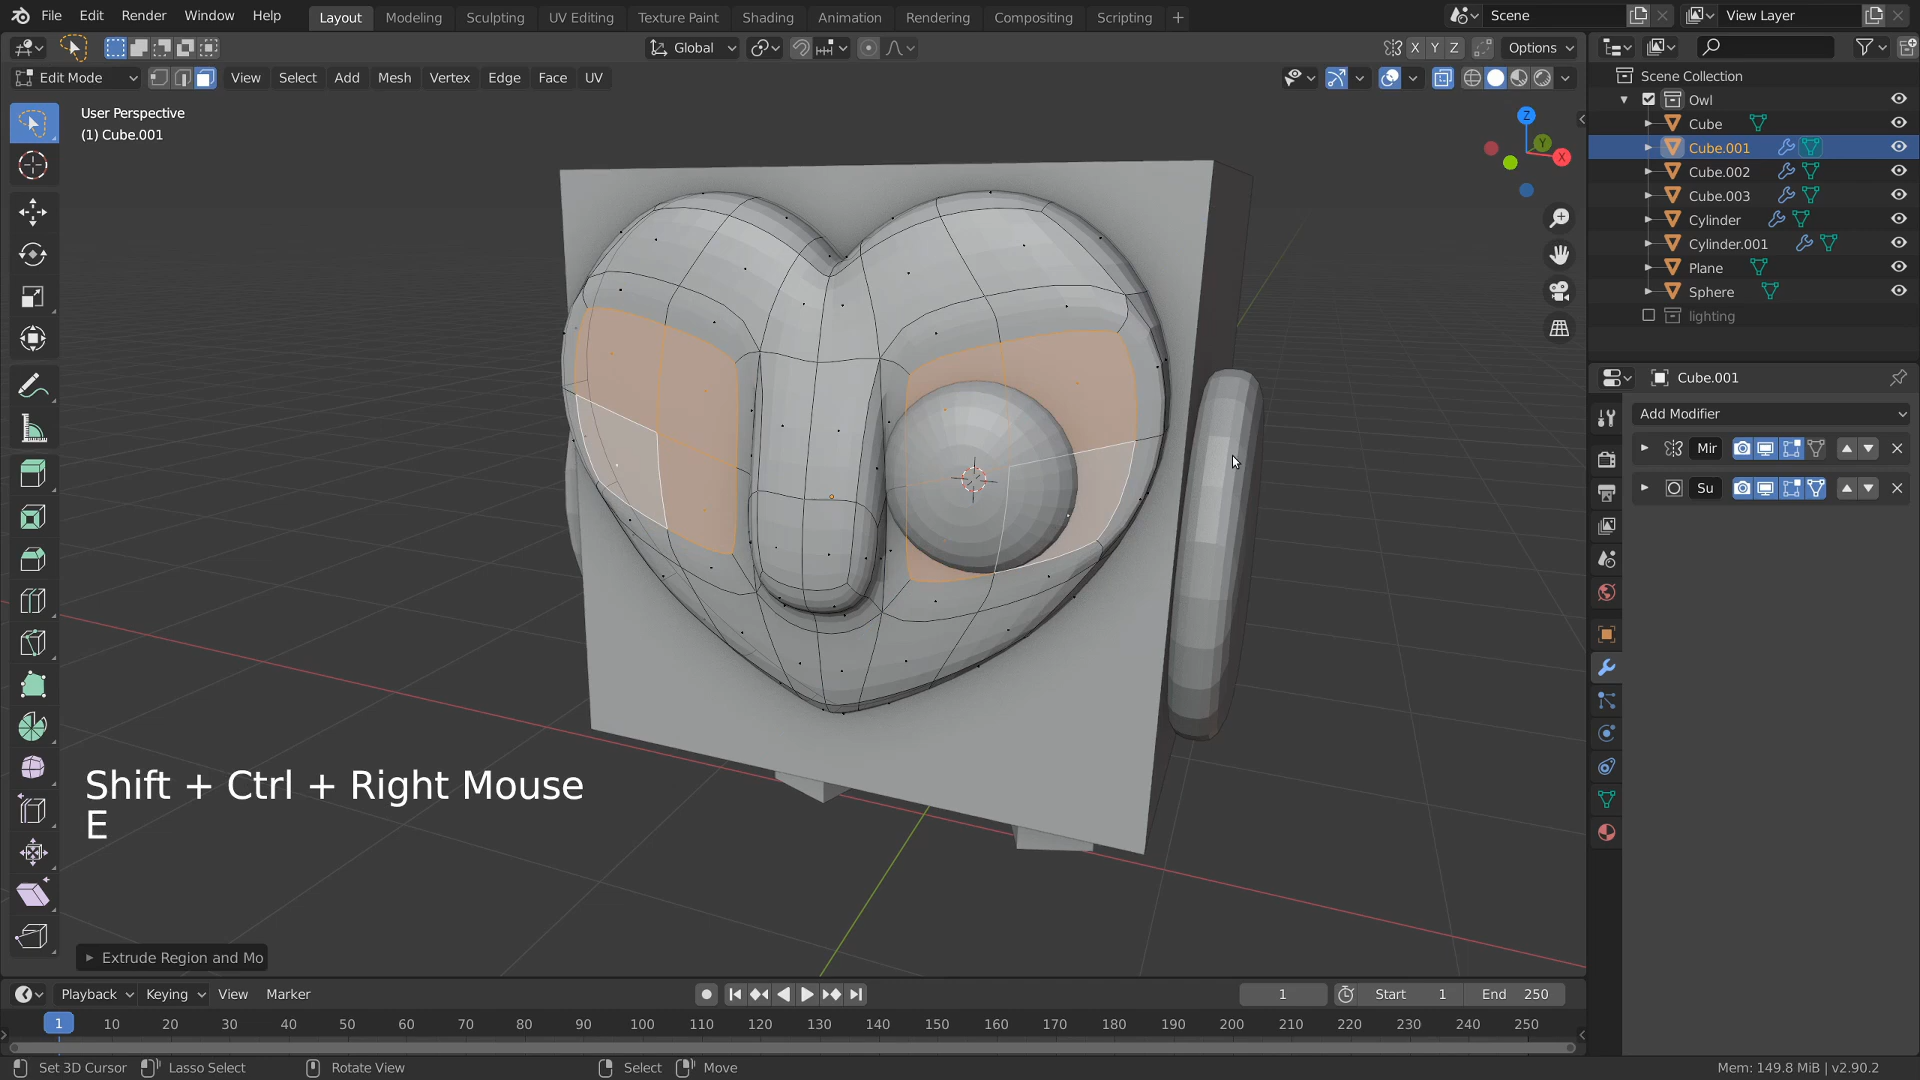 File Edit Render Window Help Layout Modeling Sculpting UV Editing Texture Paint Shading Animation Rendering Compositing Scripting + Scene View Layer
Global X Y Z Options
Edit Mode View Select Add Mesh Vertex Edge Face UV
User Perspective
(1) Cube.001
Z
Y
X
Scene Collection
Owl
Cube
Cube.001
Cube.002
Cube.003
Cylinder
Cylinder.001
Plane
Sphere
lighting
Cube.001
Add Modifier
Mir
Su
Shift + Ctrl + Right Mouse
E
Extrude Region and Mo
Playback Keying View Marker 1 Start 1 End 250
1 10 20 30 40 50 60 70 80 90 100 110 120 130 140 150 160 170 180 190 200 210 220 230 240 250
Set 3D Cursor Lasso Select Rotate View Select Move Mem: 149.8 MiB | v2.90.2